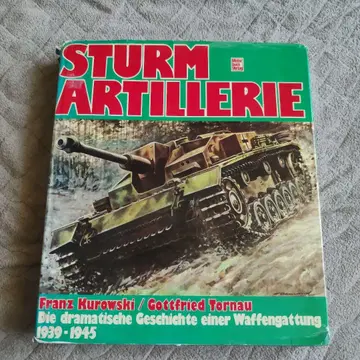 STURM
ARTILLERIE
Franz Kurowski / Gottfried Tornau
Die dramatische Geschichte einer Waffengattung
1939-1945